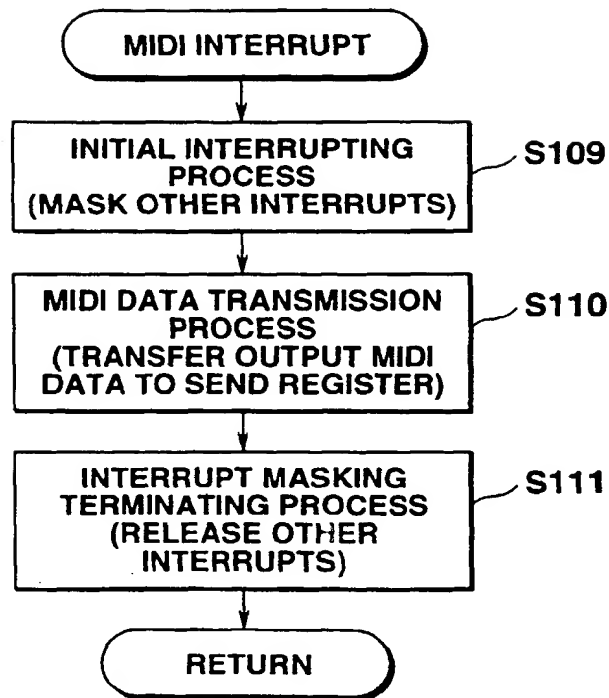 MIDI INTERRUPT
INITIAL INTERRUPTING
PROCESS
(MASK OTHER INTERRUPTS)
S109
MIDI DATA TRANSMISSION
PROCESS
(TRANSFER OUTPUT MIDI
DATA TO SEND REGISTER)
S110
INTERRUPT MASKING
TERMINATING PROCESS
(RELEASE OTHER
INTERRUPTS)
S111
RETURN